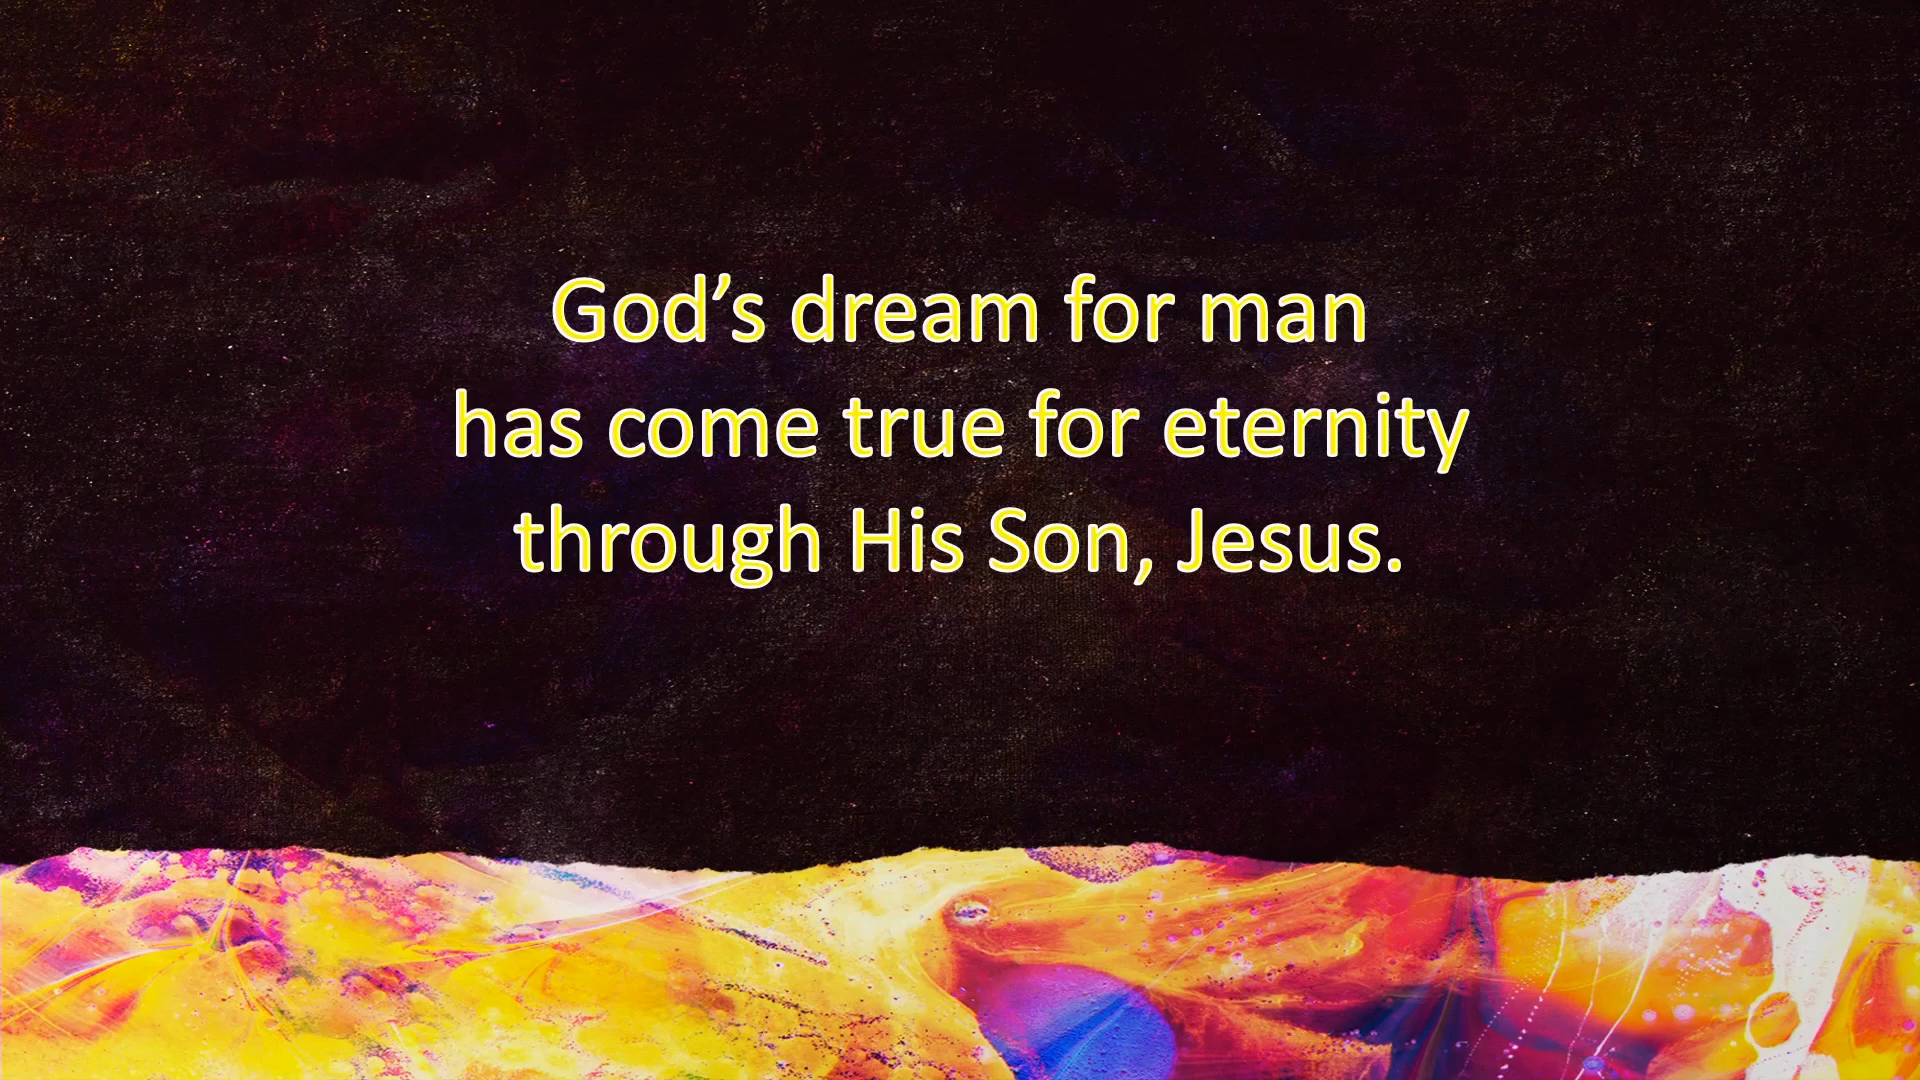 God’s dream for man
has come true for eternity
through His Son, Jesus.